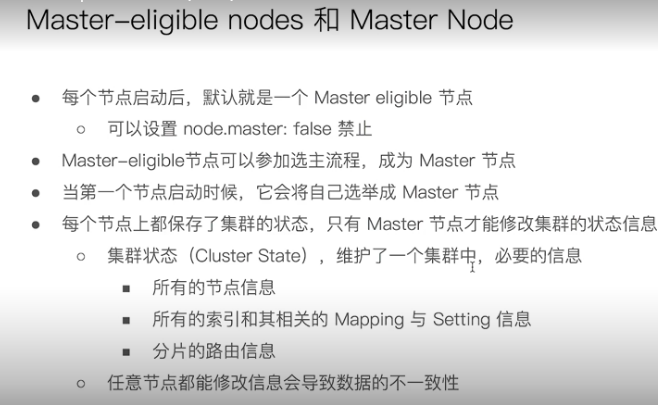 Master-eligible nodes 和 Master Node
● 每个节点启动后，默认就是一个 Master eligible 节点
○ 可以设置 node.master: false 禁止
● Master-eligible节点可以参加选主流程，成为 Master 节点
● 当第一个节点启动时候，它会将自己选举成 Master 节点
● 每个节点上都保存了集群的状态，只有 Master 节点才能修改集群的状态信息
○ 集群状态（Cluster State），维护了一个集群中，必要的信息
■ 所有的节点信息
■ 所有的索引和其相关的 Mapping 与 Setting 信息
■ 分片的路由信息
○ 任意节点都能修改信息会导致数据的不一致性